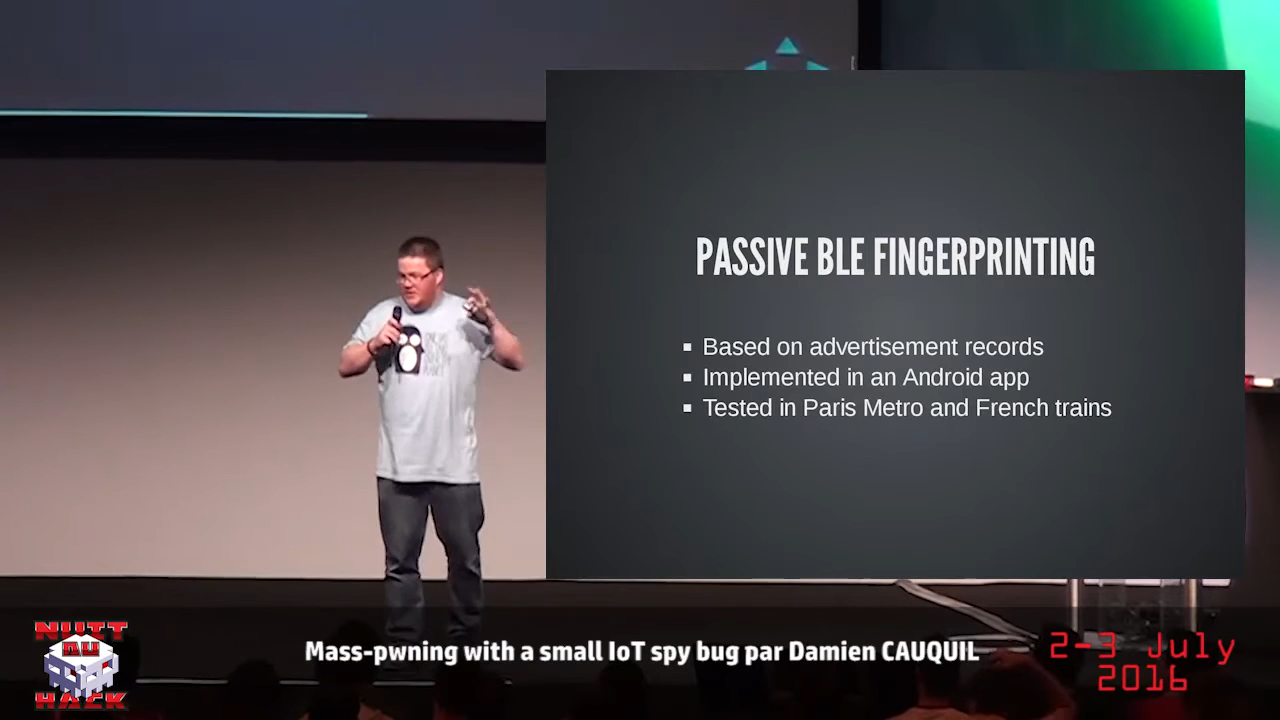 PASSIVE BLE FINGERPRINTING
▪ Based on advertisement records
▪ Implemented in an Android app
▪ Tested in Paris Metro and French trains
NUIT
DU
HACK
Mass-pwning with a small IoT spy bug par Damien CAUQUIL
2-3 July
2016